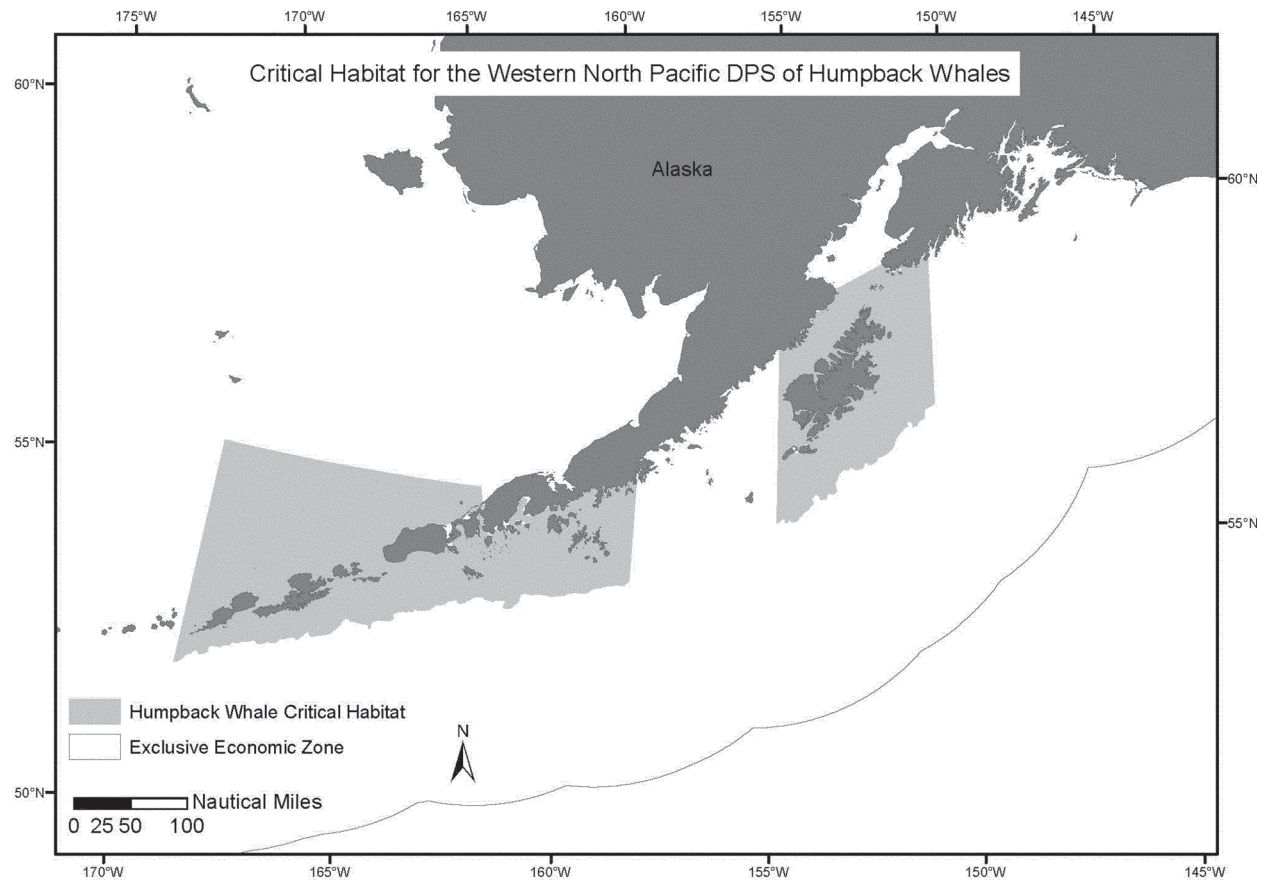 175°W 170°W 165°W 160°W 155°W 150°W 145°W
Critical Habitat for the Western North Pacific DPS of Humpback Whales
60°N
Alaska
60°N
55°N
55°N
Humpback Whale Critical Habitat
N
Exclusive Economic Zone
50°N
Nautical Miles
0 25 50 100
170°W 165°W 160°W 155°W 150°W 145°W